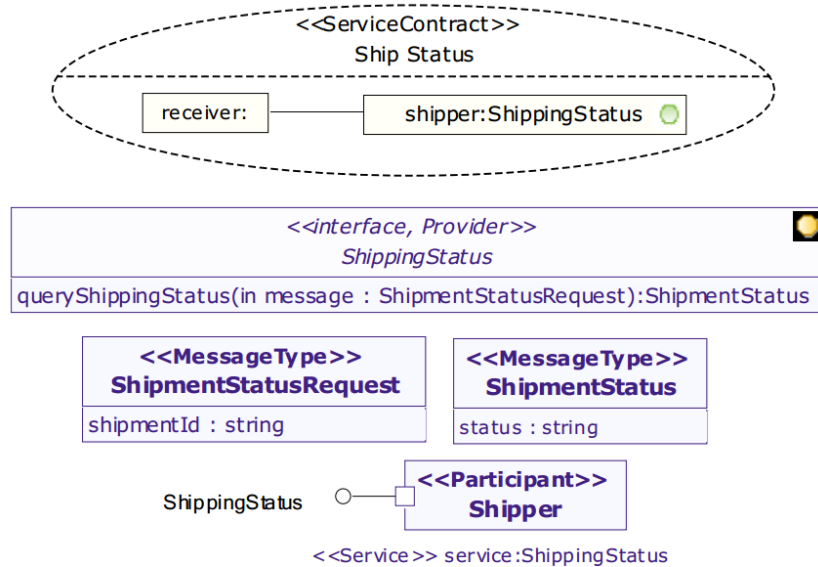 <<ServiceContract>>
Ship Status
receiver:
shipper:ShippingStatus
<<interface, Provider>>
ShippingStatus
queryShippingStatus(in message : ShipmentStatusRequest):ShipmentStatus
<<MessageType>>
ShipmentStatusRequest
shipmentId : string
<<MessageType>>
ShipmentStatus
status : string
ShippingStatus
<<Participant>>
Shipper
<<Service>> service:ShippingStatus